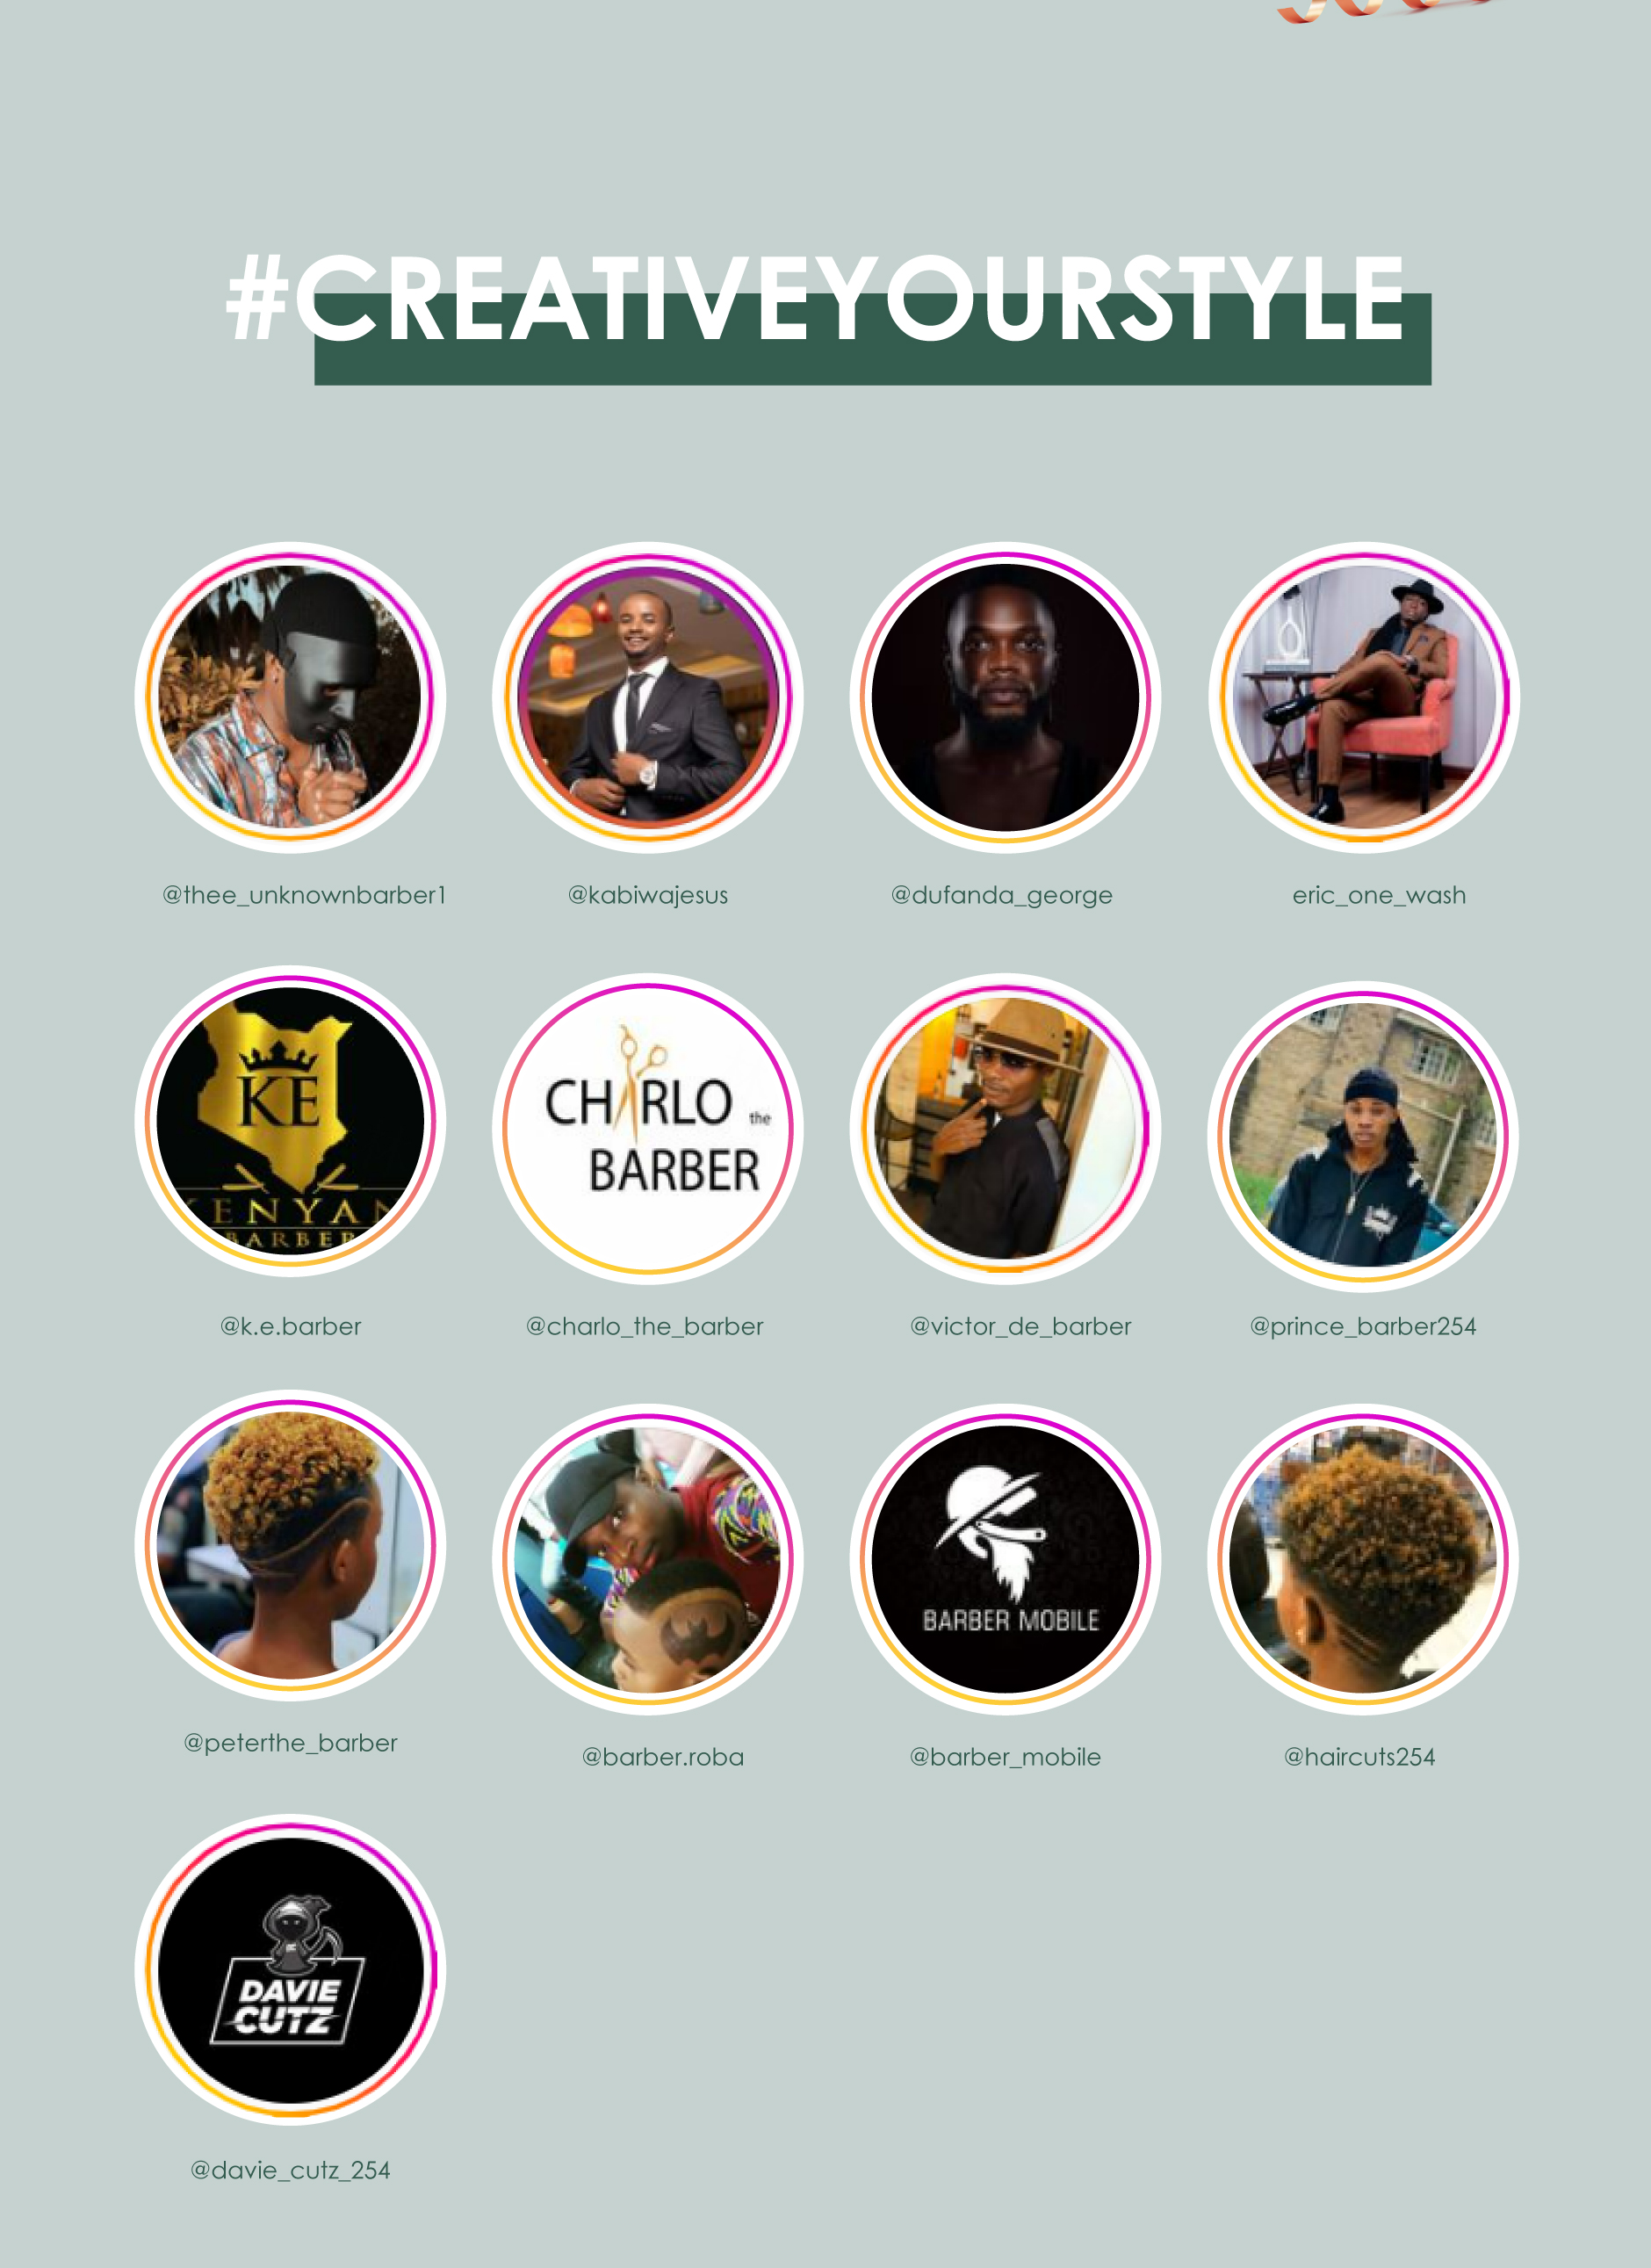 #CREATIVEYOURSTYLE
@thee_unknownbarber1
@kabiwajesus
@dufanda_george
eric_one_wash
KE
KENYAN
BARBER
CHARLO the
BARBER
@k.e.barber
@charlo_the_barber
@victor_de_barber
@prince_barber254
BARBER MOBILE
@peterthe_barber
@barber.roba
@barber_mobile
@haircuts254
DAVIE
CUTZ
@davie_cutz_254